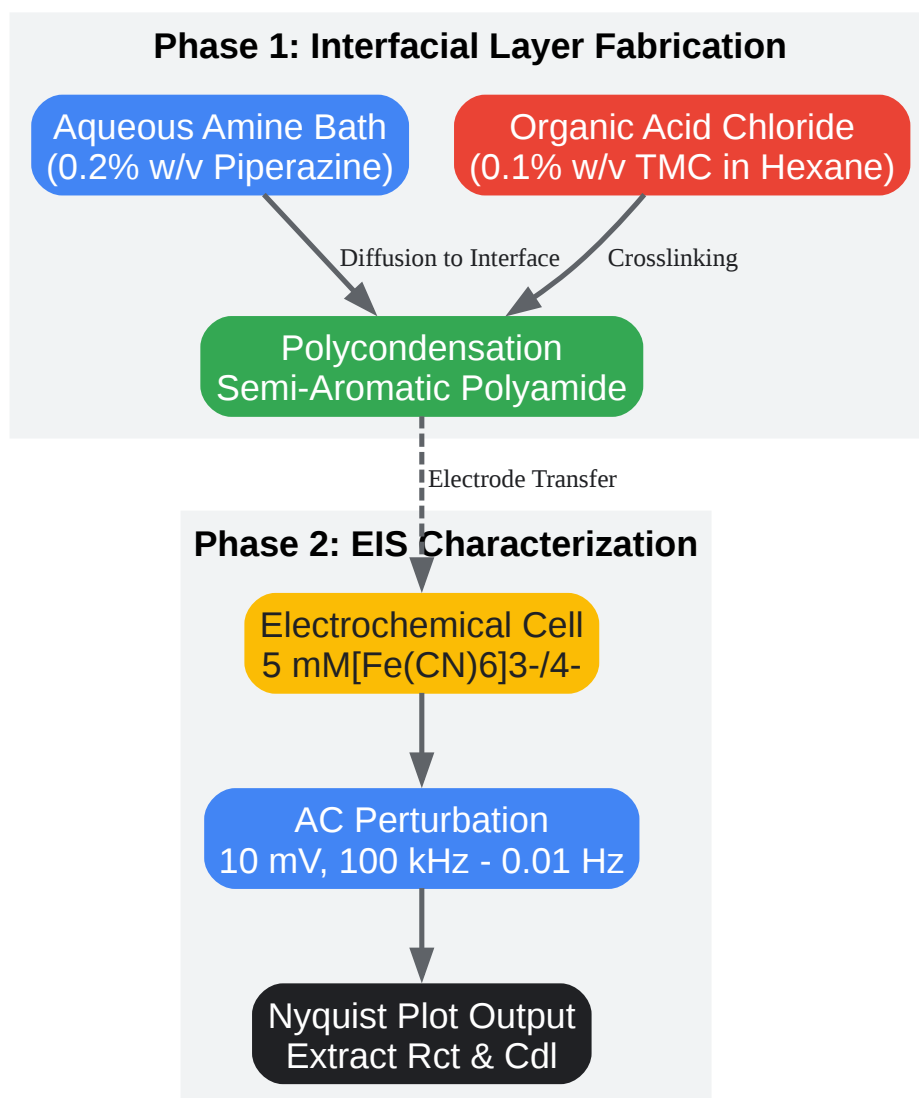 Phase 1: Interfacial Layer Fabrication
Aqueous Amine Bath
(0.2% w/v Piperazine)
Organic Acid Chloride
(0.1% w/v TMC in Hexane)
Diffusion to Interface
Crosslinking
Polycondensation
Semi-Aromatic Polyamide
Electrode Transfer
Phase 2: EIS Characterization
Electrochemical Cell
5 mM[Fe(CN)6]3-/4-
AC Perturbation
10 mV, 100 kHz - 0.01 Hz
Nyquist Plot Output
Extract Rct & Cdl